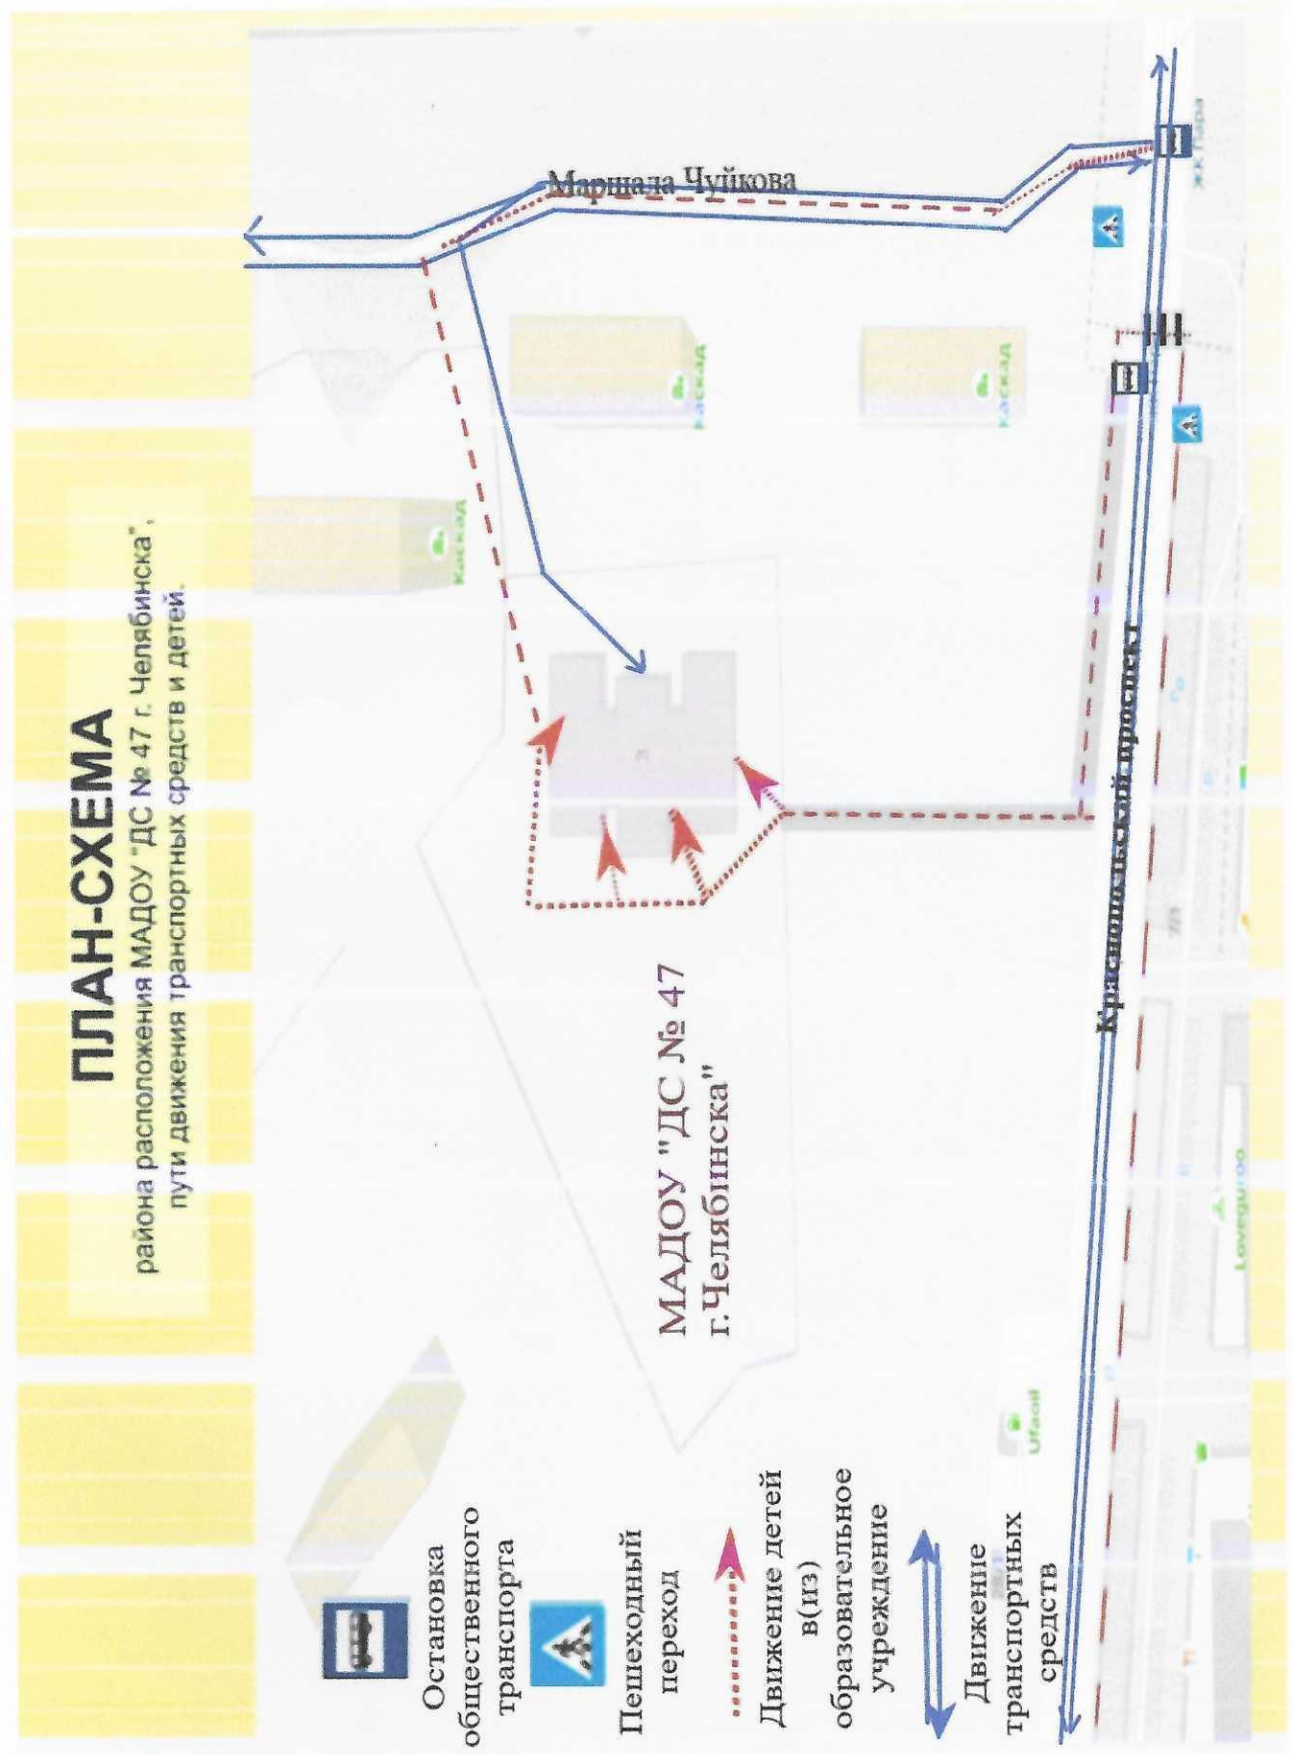 ПЛАН-СХЕМА
района расположения МАДОУ "ДС № 47 г. Челябинска",
пути движения транспортных средств и детей.
Маршала Чуйкова
Каскад
Каскад
Каскад
ЖК Пара
МАДОУ "ДС № 47
г.Челябинска"
Краснопольский проспект
Ufaoil
Loveguroo
Остановка
общественного
транспорта
Пешеходный
переход
Движение детей
в(из)
образовательное
учреждение
Движение
транспортных
средств